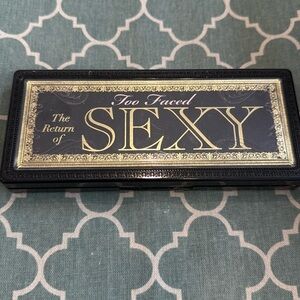 Too Faced
The Return of
SEXY